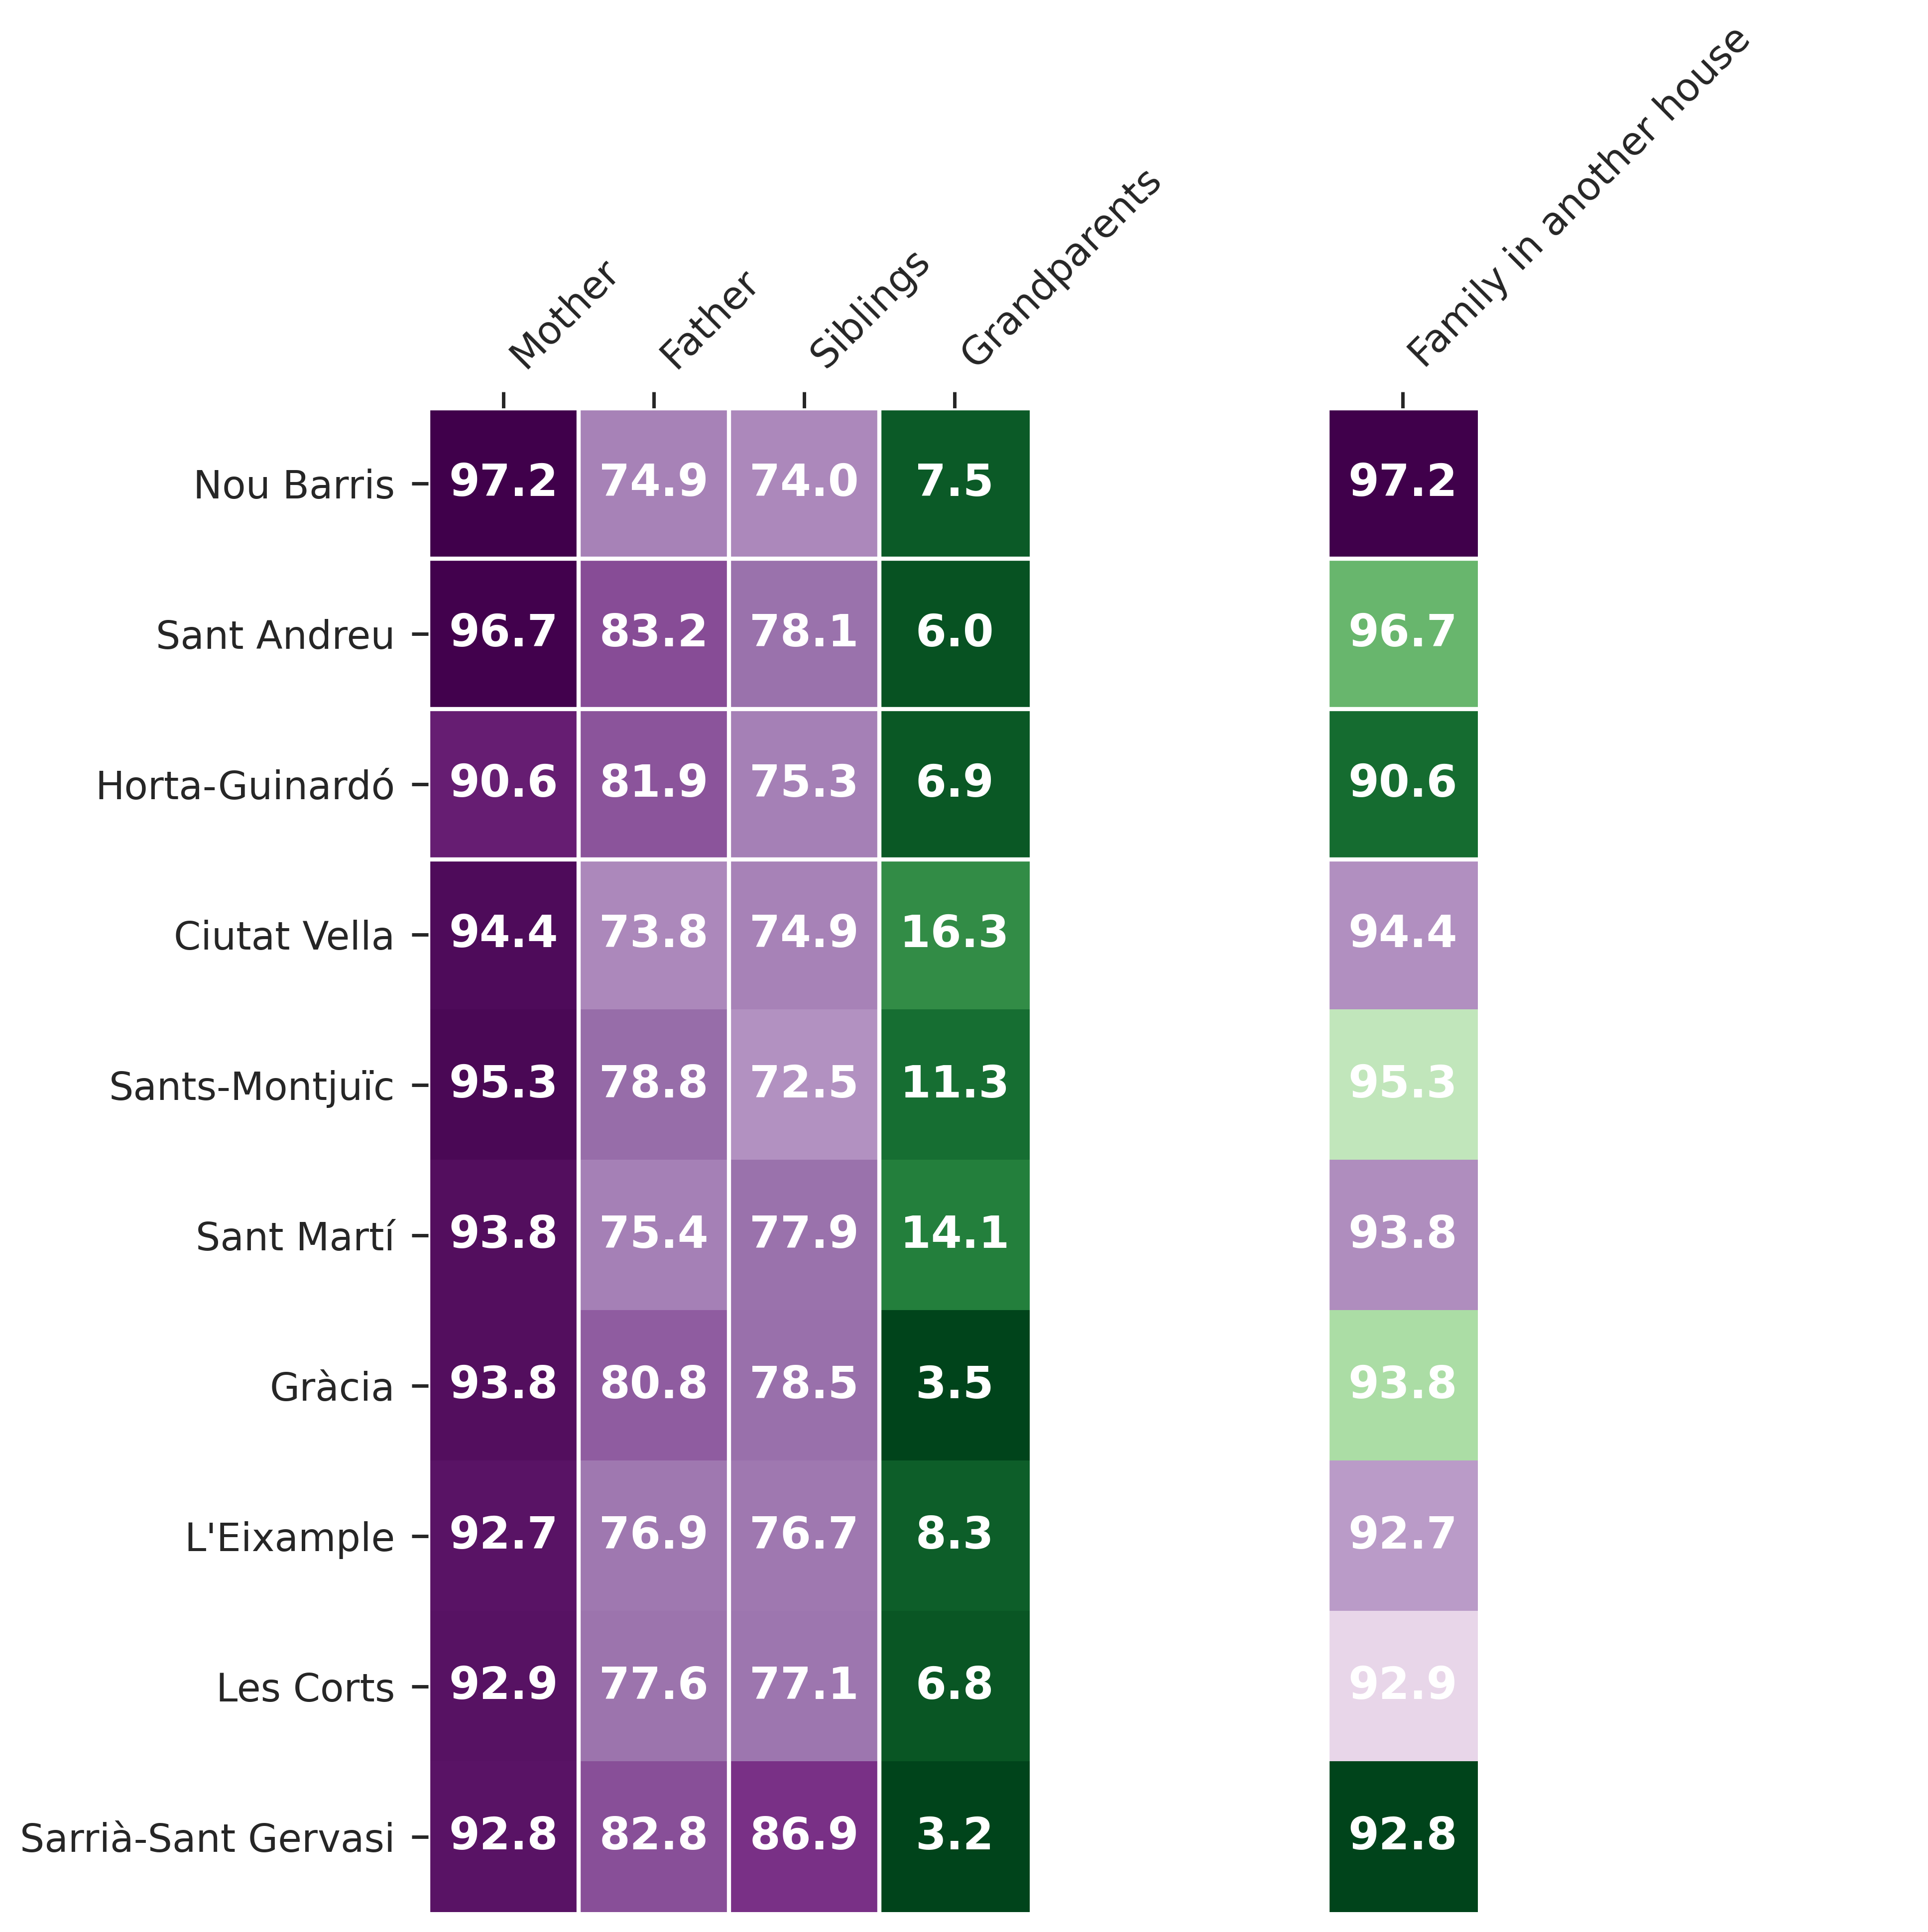 Mother Father Siblings Grandparents Family in another house
Nou Barris 97.2 74.9 74.0 7.5 97.2
Sant Andreu 96.7 83.2 78.1 6.0 96.7
Horta-Guinardó 90.6 81.9 75.3 6.9 90.6
Ciutat Vella 94.4 73.8 74.9 16.3 94.4
Sants-Montjuïc 95.3 78.8 72.5 11.3 95.3
Sant Martí 93.8 75.4 77.9 14.1 93.8
Gràcia 93.8 80.8 78.5 3.5 93.8
L'Eixample 92.7 76.9 76.7 8.3 92.7
Les Corts 92.9 77.6 77.1 6.8 92.9
Sarrià-Sant Gervasi 92.8 82.8 86.9 3.2 92.8